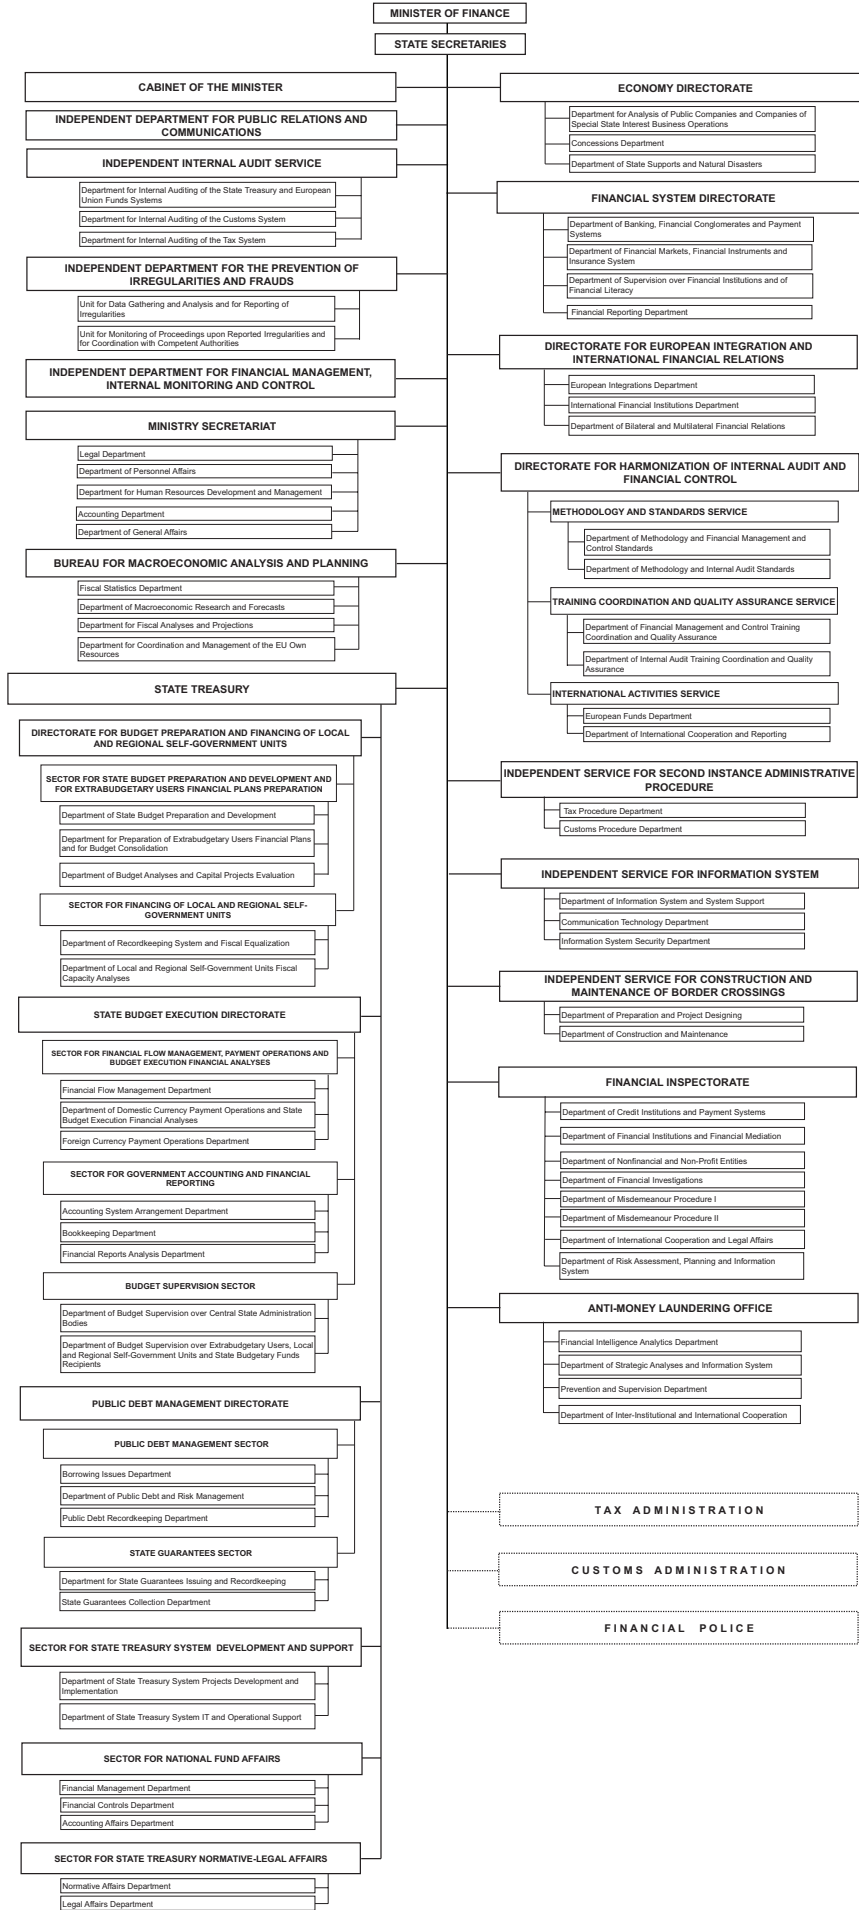 MINISTER OF FINANCE
STATE SECRETARIES
CABINET OF THE MINISTER
INDEPENDENT DEPARTMENT FOR PUBLIC RELATIONS AND
COMMUNICATIONS
INDEPENDENT INTERNAL AUDIT SERVICE
Department for Internal Auditing of the State Treasury and European
Union Funds Systems
Department for Internal Auditing of the Customs System
Department for Internal Auditing of the Tax System
INDEPENDENT DEPARTMENT FOR THE PREVENTION OF
IRREGULARITIES AND FRAUDS
Unit for Data Gathering and Analysis and for Reporting of
Irregularities
Unit for Monitoring of Proceedings upon Reported Irregularities and
for Coordination with Competent Authorities
INDEPENDENT DEPARTMENT FOR FINANCIAL MANAGEMENT,
INTERNAL MONITORING AND CONTROL
MINISTRY SECRETARIAT
Legal Department
Department of Personnel Affairs
Department for Human Resources Development and Management
Accounting Department
Department of General Affairs
BUREAU FOR MACROECONOMIC ANALYSIS AND PLANNING
Fiscal Statistics Department
Department of Macroeconomic Research and Forecasts
Department for Fiscal Analyses and Projections
Department for Coordination and Management of the EU Own
Resources
STATE TREASURY
DIRECTORATE FOR BUDGET PREPARATION AND FINANCING OF LOCAL
AND REGIONAL SELF-GOVERNMENT UNITS
SECTOR FOR STATE BUDGET PREPARATION AND DEVELOPMENT AND
FOR EXTRABUDGETARY USERS FINANCIAL PLANS PREPARATION
Department of State Budget Preparation and Development
Department for Preparation of Extrabudgetary Users Financial Plans
and for Budget Consolidation
Department of Budget Analyses and Capital Projects Evaluation
SECTOR FOR FINANCING OF LOCAL AND REGIONAL SELF-
GOVERNMENT UNITS
Department of Recordkeeping System and Fiscal Equalization
Department of Local and Regional Self-Government Units Fiscal
Capacity Analyses
STATE BUDGET EXECUTION DIRECTORATE
SECTOR FOR FINANCIAL FLOW MANAGEMENT, PAYMENT OPERATIONS AND
BUDGET EXECUTION FINANCIAL ANALYSES
Financial Flow Management Department
Department of Domestic Currency Payment Operations and State
Budget Execution Financial Analyses
Foreign Currency Payment Operations Department
SECTOR FOR GOVERNMENT ACCOUNTING AND FINANCIAL
REPORTING
Accounting System Arrangement Department
Bookkeeping Department
Financial Reports Analysis Department
BUDGET SUPERVISION SECTOR
Department of Budget Supervision over Central State Administration
Bodies
Department of Budget Supervision over Extrabudgetary Users, Local
and Regional Self-Government Units and State Budgetary Funds
Recipients
PUBLIC DEBT MANAGEMENT DIRECTORATE
PUBLIC DEBT MANAGEMENT SECTOR
Borrowing Issues Department
Department of Public Debt and Risk Management
Public Debt Recordkeeping Department
STATE GUARANTEES SECTOR
Department for State Guarantees Issuing and Recordkeeping
State Guarantees Collection Department
SECTOR FOR STATE TREASURY SYSTEM DEVELOPMENT AND SUPPORT
Department of State Treasury System Projects Development and
Implementation
Department of State Treasury System IT and Operational Support
SECTOR FOR NATIONAL FUND AFFAIRS
Financial Management Department
Financial Controls Department
Accounting Affairs Department
SECTOR FOR STATE TREASURY NORMATIVE-LEGAL AFFAIRS
Normative Affairs Department
Legal Affairs Department
ECONOMY DIRECTORATE
Department for Analysis of Public Companies and Companies of
Special State Interest Business Operations
Concessions Department
Department of State Supports and Natural Disasters
FINANCIAL SYSTEM DIRECTORATE
Department of Banking, Financial Conglomerates and Payment
Systems
Department of Financial Markets, Financial Instruments and
Insurance System
Department of Supervision over Financial Institutions and of
Financial Literacy
Financial Reporting Department
DIRECTORATE FOR EUROPEAN INTEGRATION AND
INTERNATIONAL FINANCIAL RELATIONS
European Integrations Department
International Financial Institutions Department
Department of Bilateral and Multilateral Financial Relations
DIRECTORATE FOR HARMONIZATION OF INTERNAL AUDIT AND
FINANCIAL CONTROL
METHODOLOGY AND STANDARDS SERVICE
Department of Methodology and Financial Management and
Control Standards
Department of Methodology and Internal Audit Standards
TRAINING COORDINATION AND QUALITY ASSURANCE SERVICE
Department of Financial Management and Control Training
Coordination and Quality Assurance
Department of Internal Audit Training Coordination and Quality
Assurance
INTERNATIONAL ACTIVITIES SERVICE
European Funds Department
Department of International Cooperation and Reporting
INDEPENDENT SERVICE FOR SECOND INSTANCE ADMINISTRATIVE
PROCEDURE
Tax Procedure Department
Customs Procedure Department
INDEPENDENT SERVICE FOR INFORMATION SYSTEM
Department of Information System and System Support
Communication Technology Department
Information System Security Department
INDEPENDENT SERVICE FOR CONSTRUCTION AND
MAINTENANCE OF BORDER CROSSINGS
Department of Preparation and Project Designing
Department of Construction and Maintenance
FINANCIAL INSPECTORATE
Department of Credit Institutions and Payment Systems
Department of Financial Institutions and Financial Mediation
Department of Nonfinancial and Non-Profit Entities
Department of Financial Investigations
Department of Misdemeanour Procedure I
Department of Misdemeanour Procedure II
Department of International Cooperation and Legal Affairs
Department of Risk Assessment, Planning and Information
System
ANTI-MONEY LAUNDERING OFFICE
Financial Intelligence Analytics Department
Department of Strategic Analyses and Information System
Prevention and Supervision Department
Department of Inter-Institutional and International Cooperation
TAX ADMINISTRATION
CUSTOMS ADMINISTRATION
FINANCIAL POLICE